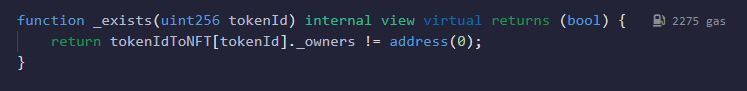 function _exists(uint256 tokenId) internal view virtual returns (bool) { 2275 gas
return tokenIdToNFT[tokenId]._owners != address(0);
}